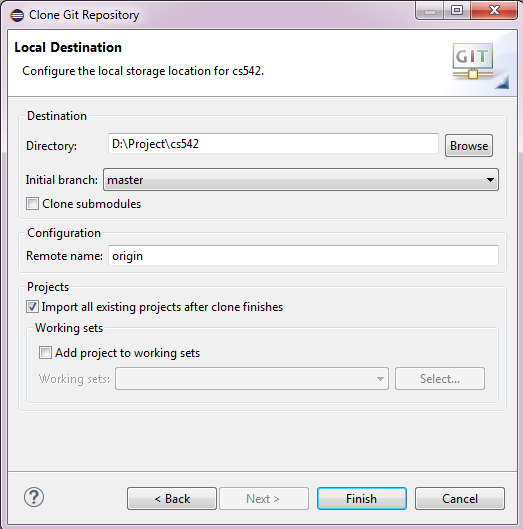 Clone Git Repository
Local Destination
Configure the local storage location for cs542.
GIT
Destination
Directory: D:\Project\cs542 Browse
Initial branch: master
Clone submodules
Configuration
Remote name: origin
Projects
Import all existing projects after clone finishes
Working sets
Add project to working sets
Working sets: Select...
? < Back Next > Finish Cancel